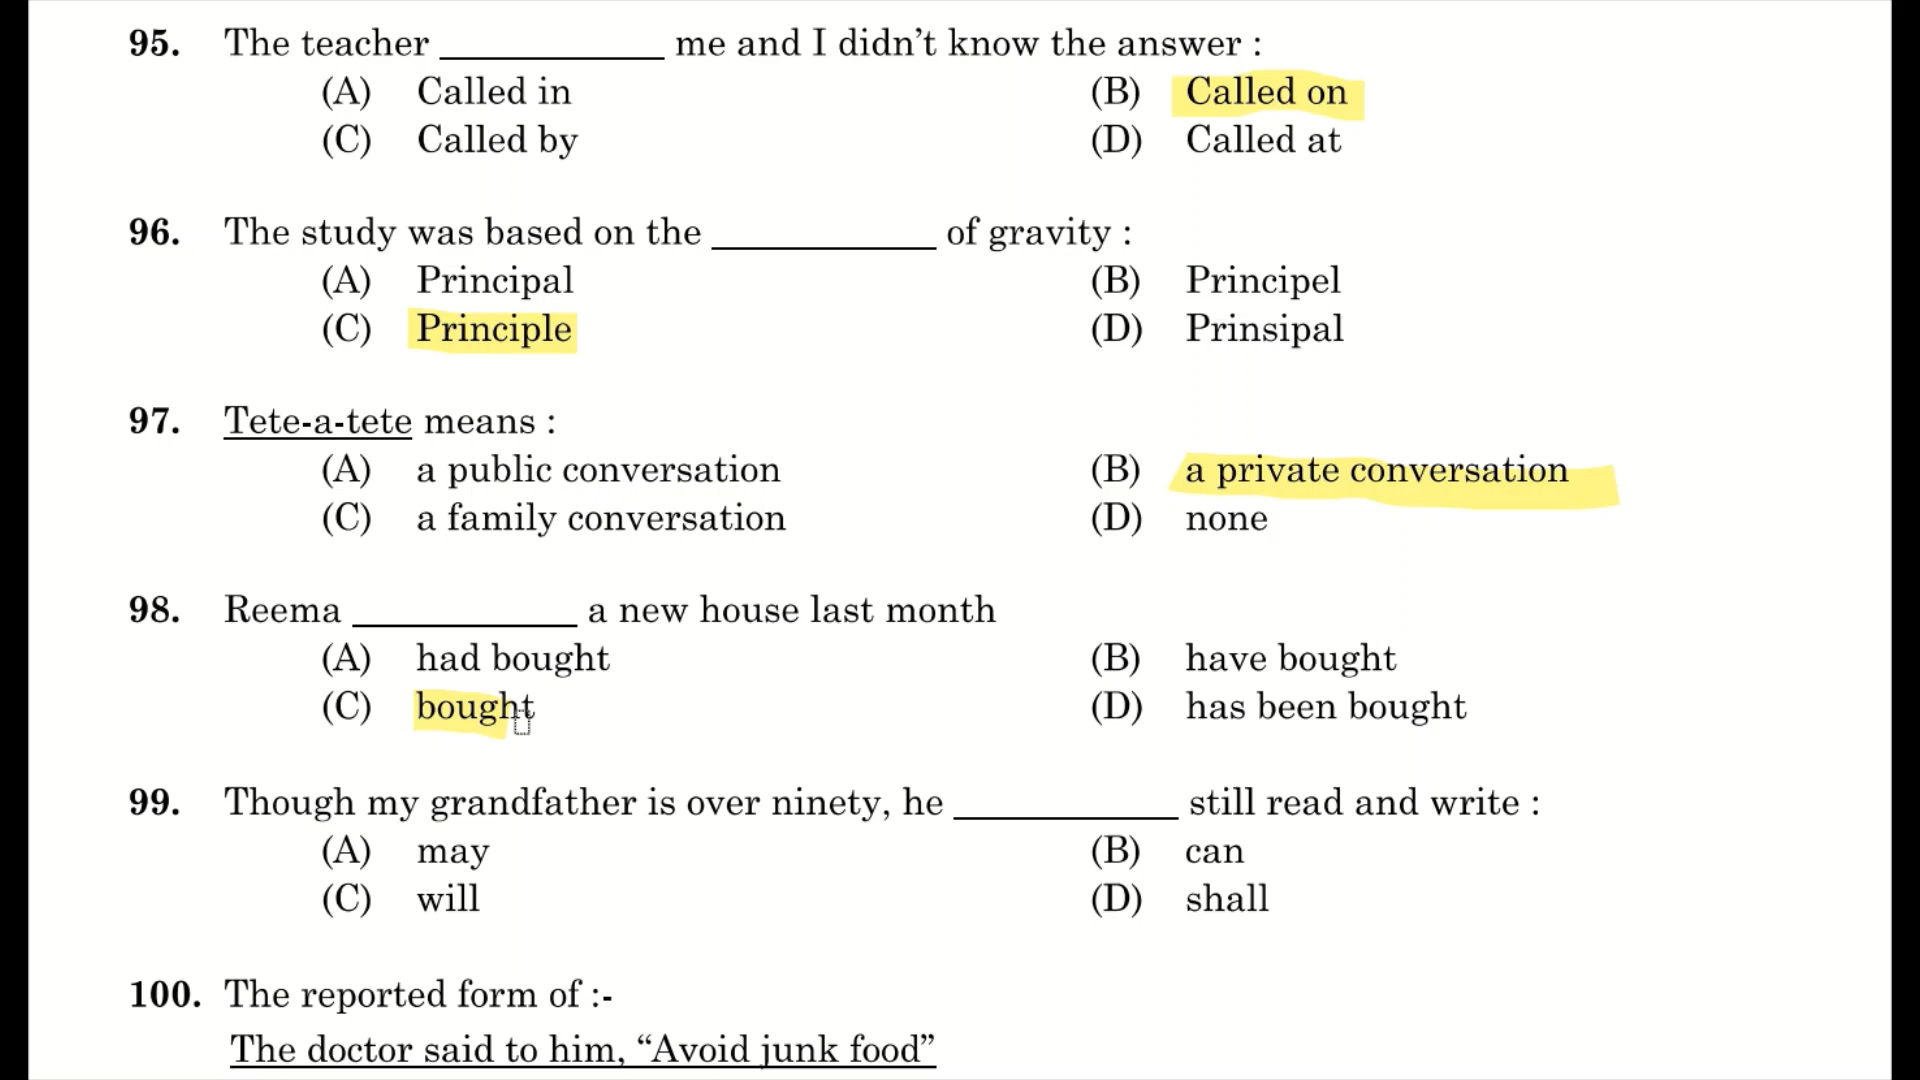 95. The teacher ____________ me and I didn’t know the answer :
(A) Called in (B) Called on
(C) Called by (D) Called at
96. The study was based on the ____________ of gravity :
(A) Principal (B) Principel
(C) Principle (D) Prinsipal
97. Tete-a-tete means :
(A) a public conversation (B) a private conversation
(C) a family conversation (D) none
98. Reema ____________ a new house last month
(A) had bought (B) have bought
(C) bought (D) has been bought
99. Though my grandfather is over ninety, he ____________ still read and write :
(A) may (B) can
(C) will (D) shall
100. The reported form of :-
The doctor said to him, “Avoid junk food”